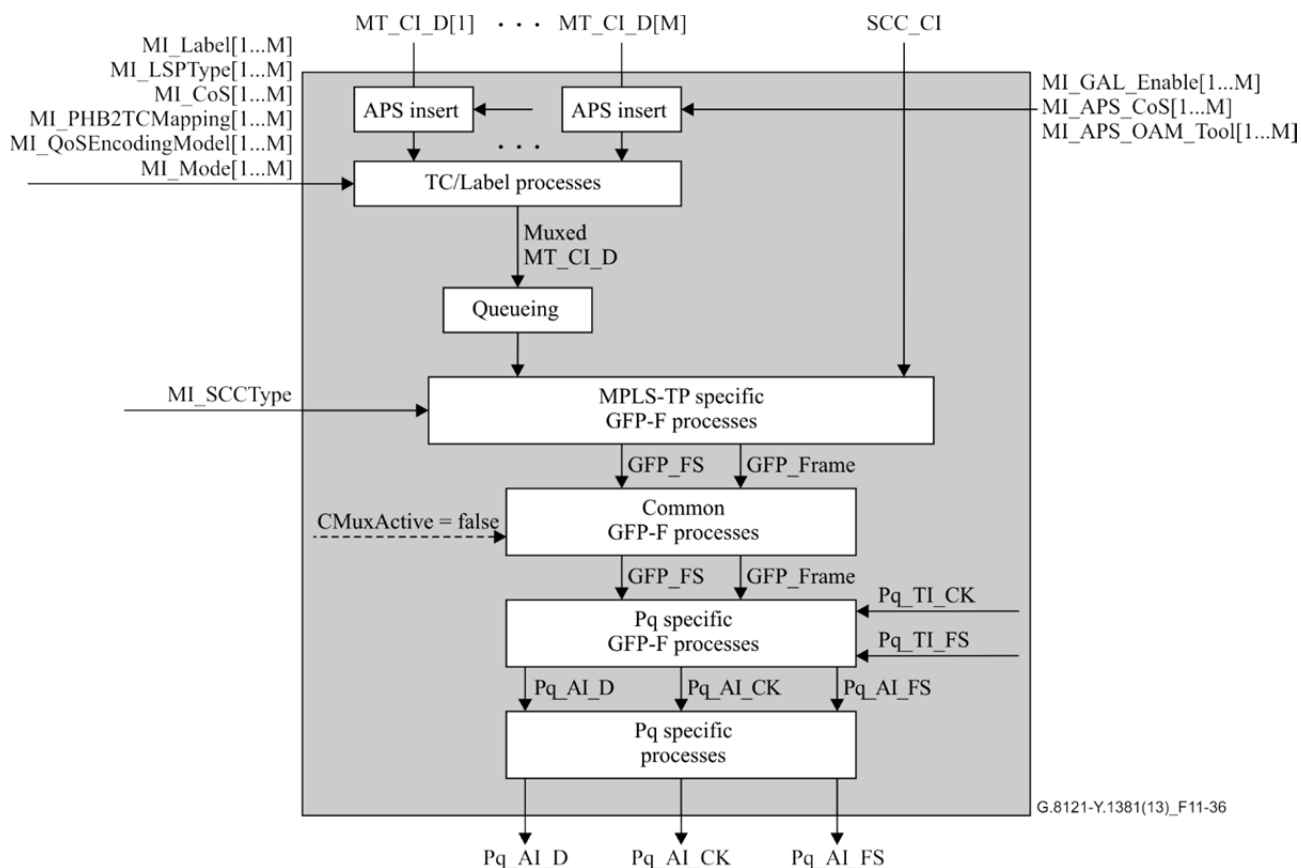 MT_CI_D[1] · · · MT_CI_D[M] SCC_CI
MI_Label[1...M]
MI_LSPType[1...M]
MI_CoS[1...M]
MI_PHB2TCMapping[1...M]
MI_QoSEncodingModel[1...M]
MI_Mode[1...M]
MI_GAL_Enable[1...M]
MI_APS_CoS[1...M]
MI_APS_OAM_Tool[1...M]
APS insert
APS insert
· · ·
TC/Label processes
Muxed
MT_CI_D
Queueing
MI_SCCType
MPLS-TP specific
GFP-F processes
GFP_FS GFP_Frame
CMuxActive = false
Common
GFP-F processes
GFP_FS GFP_Frame
Pq_TI_CK
Pq_TI_FS
Pq specific
GFP-F processes
Pq_AI_D Pq_AI_CK Pq_AI_FS
Pq specific
processes
G.8121-Y.1381(13)_F11-36
Pq_AI_D Pq_AI_CK Pq_AI_FS